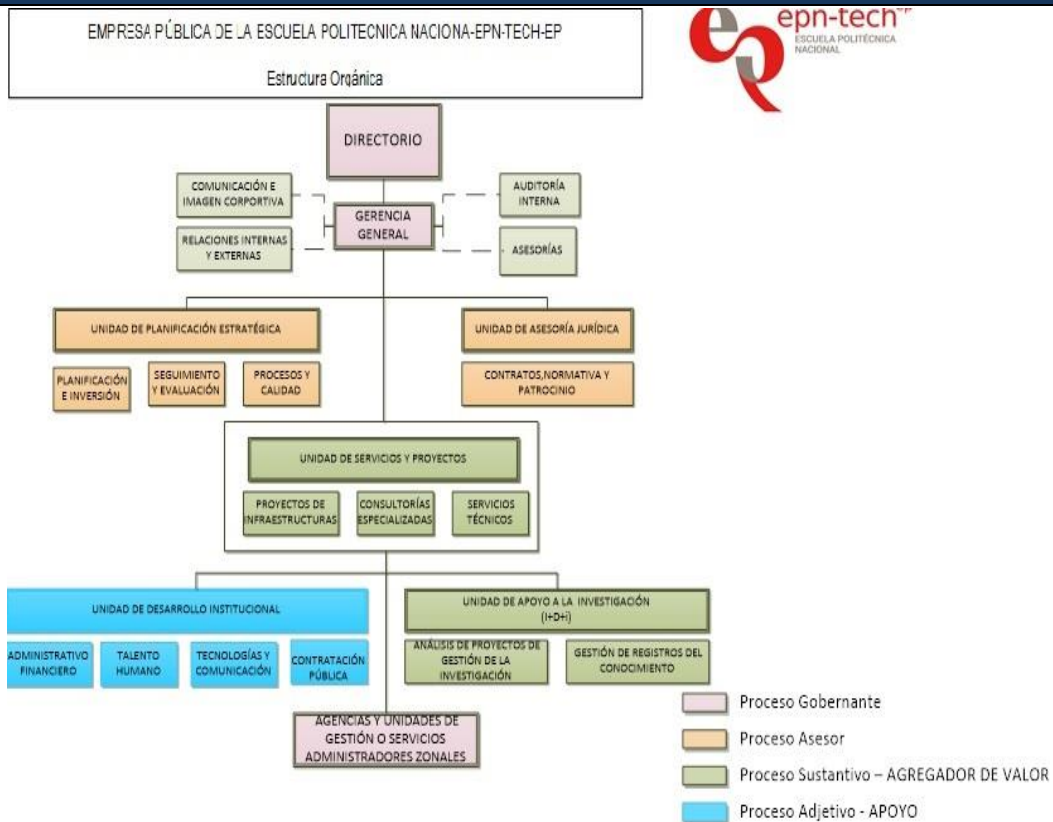 EMPRESA PÚBLICA DE LA ESCUELA POLITECNICA NACIONA-EPN-TECH-EP
Estructura Orgánica
epn-tech ep
ESCUELA POLITÉCNICA
NACIONAL
DIRECTORIO
COMUNICACIÓN E
IMAGEN CORPORTIVA
AUDITORÍA
INTERNA
GERENCIA
GENERAL
RELACIONES INTERNAS
Y EXTERNAS
ASESORÍAS
UNIDAD DE PLANIFICACIÓN ESTRATÉGICA
UNIDAD DE ASESORÍA JURÍDICA
PLANIFICACIÓN
E INVERSIÓN
SEGUIMIENTO
Y EVALUACIÓN
PROCESOS Y
CALIDAD
CONTRATOS,NORMATIVA Y
PATROCINIO
UNIDAD DE SERVICIOS Y PROYECTOS
PROYECTOS DE
INFRAESTRUCTURAS
CONSULTORÍAS
ESPECIALIZADAS
SERVICIOS
TÉCNICOS
UNIDAD DE DESARROLLO INSTITUCIONAL
UNIDAD DE APOYO A LA INVESTIGACIÓN
(I+D+i)
ADMINISTRATIVO
FINANCIERO
TALENTO
HUMANO
TECNOLOGÍAS Y
COMUNICACIÓN
CONTRATACIÓN
PÚBLICA
ANÁLISIS DE PROYECTOS DE
GESTIÓN DE LA
INVESTIGACIÓN
GESTIÓN DE REGISTROS DEL
CONOCIMIENTO
AGENCIAS Y UNIDADES DE
GESTIÓN O SERVICIOS
ADMINISTRADORES ZONALES
Proceso Gobernante
Proceso Asesor
Proceso Sustantivo – AGREGADOR DE VALOR
Proceso Adjetivo - APOYO